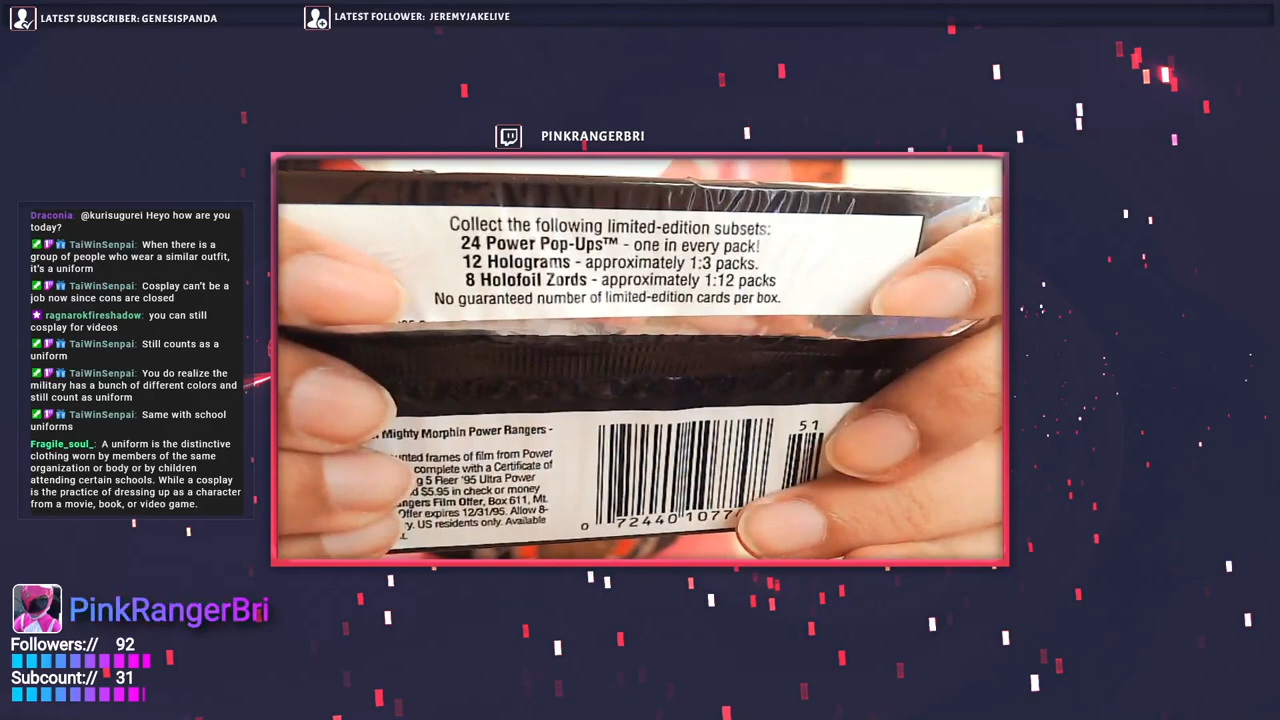 LATEST SUBSCRIBER: GENESISPANDA
LATEST FOLLOWER: JEREMYJAKELIVE
PINKRANGERBRI
Draconia: @kurisugurei Heyo how are you
today?
TaiWinSenpai: When there is a
group of people who wear a similar outfit,
it's a uniform
TaiWinSenpai: Cosplay can't be a
job now since cons are closed
ragnarokfireshadow: you can still
cosplay for videos
TaiWinSenpai: Still counts as a
uniform
TaiWinSenpai: You do realize the
military has a bunch of different colors and
still count as uniform
TaiWinSenpai: Same with school
uniforms
Fragile_soul_: A uniform is the distinctive
clothing worn by members of the same
organization or body or by children
attending certain schools. While a cosplay
is the practice of dressing up as a character
from a movie, book, or video game.
Collect the following limited-edition subsets:
24 Power Pop-Ups™ - one in every pack!
12 Holograms - approximately 1:3 packs.
8 Holofoil Zords - approximately 1:12 packs
No guaranteed number of limited-edition cards per box.
Mighty Morphin Power Rangers -
frames of film from Power
complete with a Certificate of
g 5 Fleer '95 Ultra Power
$5.95 in check or money
Film Offer, Box 611, Mt.
Offer expires 12/31/95. Allow 8-
US residents only. Available
51
0 72440 1077
PinkRangerBri
Followers:// 92
Subcount:// 31